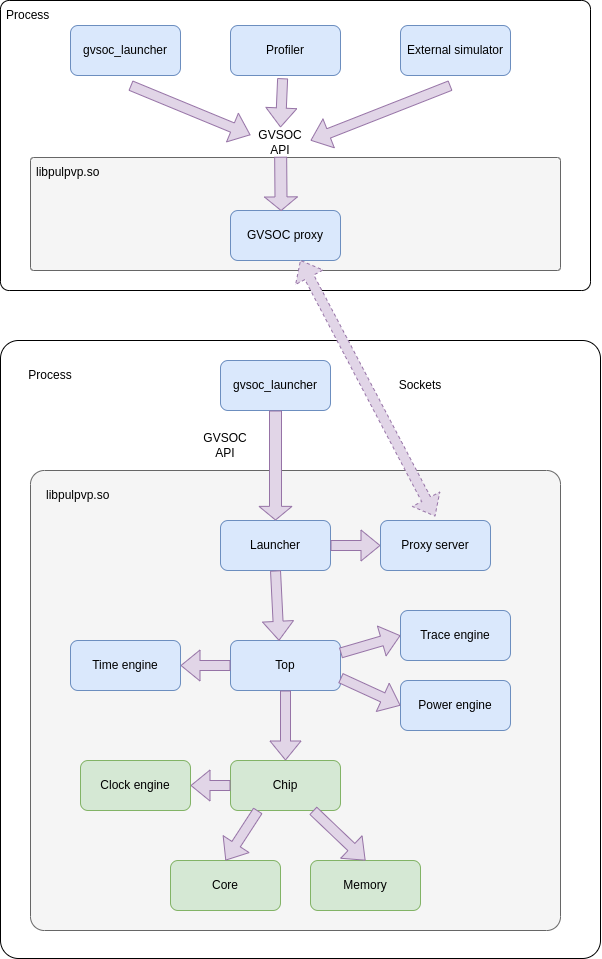 Process
gvsoc_launcher
Profiler
External simulator
GVSOC
API
libpulpvp.so
GVSOC proxy
Process
gvsoc_launcher
Sockets
GVSOC
API
libpulpvp.so
Launcher
Proxy server
Trace engine
Time engine
Top
Power engine
Clock engine
Chip
Core
Memory